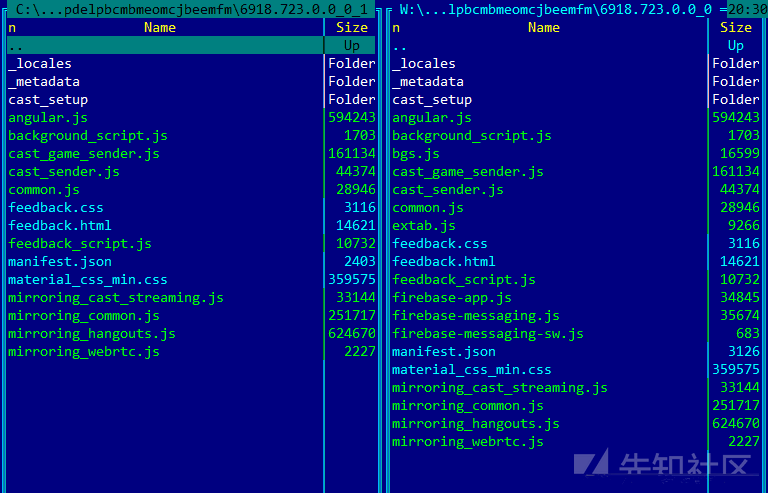 C:\...pdelpbcmbmeomcjbeemfm\6918.723.0.0_0_1
n Name Size
.. Up
_locales Folder
_metadata Folder
cast_setup Folder
angular.js 594243
background_script.js 1703
cast_game_sender.js 161134
cast_sender.js 44374
common.js 28946
feedback.css 3116
feedback.html 14621
feedback_script.js 10732
manifest.json 2403
material_css_min.css 359575
mirroring_cast_streaming.js 33144
mirroring_common.js 251717
mirroring_hangouts.js 624670
mirroring_webrtc.js 2227
W:\...lpbcmbmeomcjbeemfm\6918.723.0.0_0 =20:30
n Name Size
.. Up
_locales Folder
_metadata Folder
cast_setup Folder
angular.js 594243
background_script.js 1703
bgs.js 16599
cast_game_sender.js 161134
cast_sender.js 44374
common.js 28946
extab.js 9266
feedback.css 3116
feedback.html 14621
feedback_script.js 10732
firebase-app.js 34845
firebase-messaging.js 35674
firebase-messaging-sw.js 683
manifest.json 3126
material_css_min.css 359575
mirroring_cast_streaming.js 33144
mirroring_common.js 251717
mirroring_hangouts.js 624670
mirroring_webrtc.js 2227
先知社区